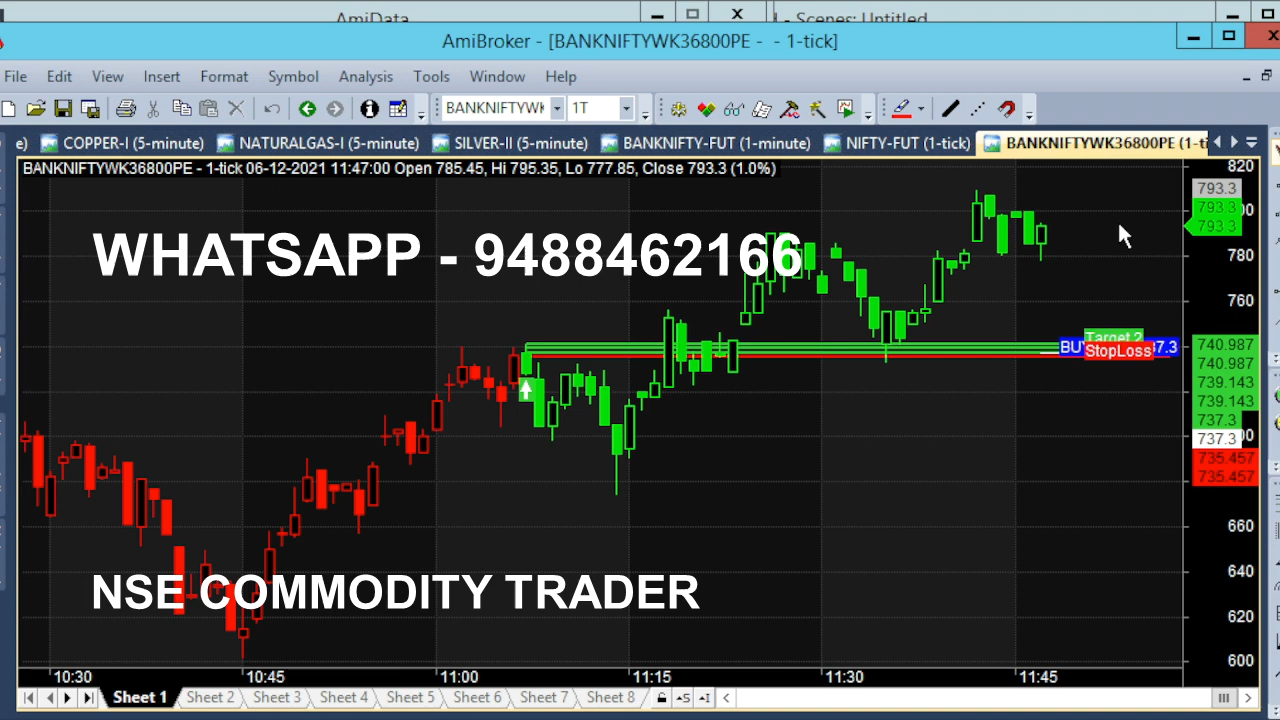 AmiData
- Scenes: Untitled
AmiBroker - [BANKNIFTYWK36800PE - - 1-tick]
File Edit View Insert Format Symbol Analysis Tools Window Help
BANKNIFTYWK 1T
e) COPPER-I (5-minute) NATURALGAS-I (5-minute) SILVER-II (5-minute) BANKNIFTY-FUT (1-minute) NIFTY-FUT (1-tick) BANKNIFTYWK36800PE (1-ti
BANKNIFTYWK36800PE - 1-tick 06-12-2021 11:47:00 Open 785.45, Hi 795.35, Lo 777.85, Close 793.3 (1.0%)
820
793.3
793.3
793.3
WHATSAPP - 9488462166
780
760
Target 2
BUY
StopLoss
37.3
740.987
740.987
739.143
739.143
737.3
737.3
735.457
735.457
660
640
NSE COMMODITY TRADER
620
600
10:30 10:45 11:00 11:15 11:30 11:45
Sheet 1 Sheet 2 Sheet 3 Sheet 4 Sheet 5 Sheet 6 Sheet 7 Sheet 8